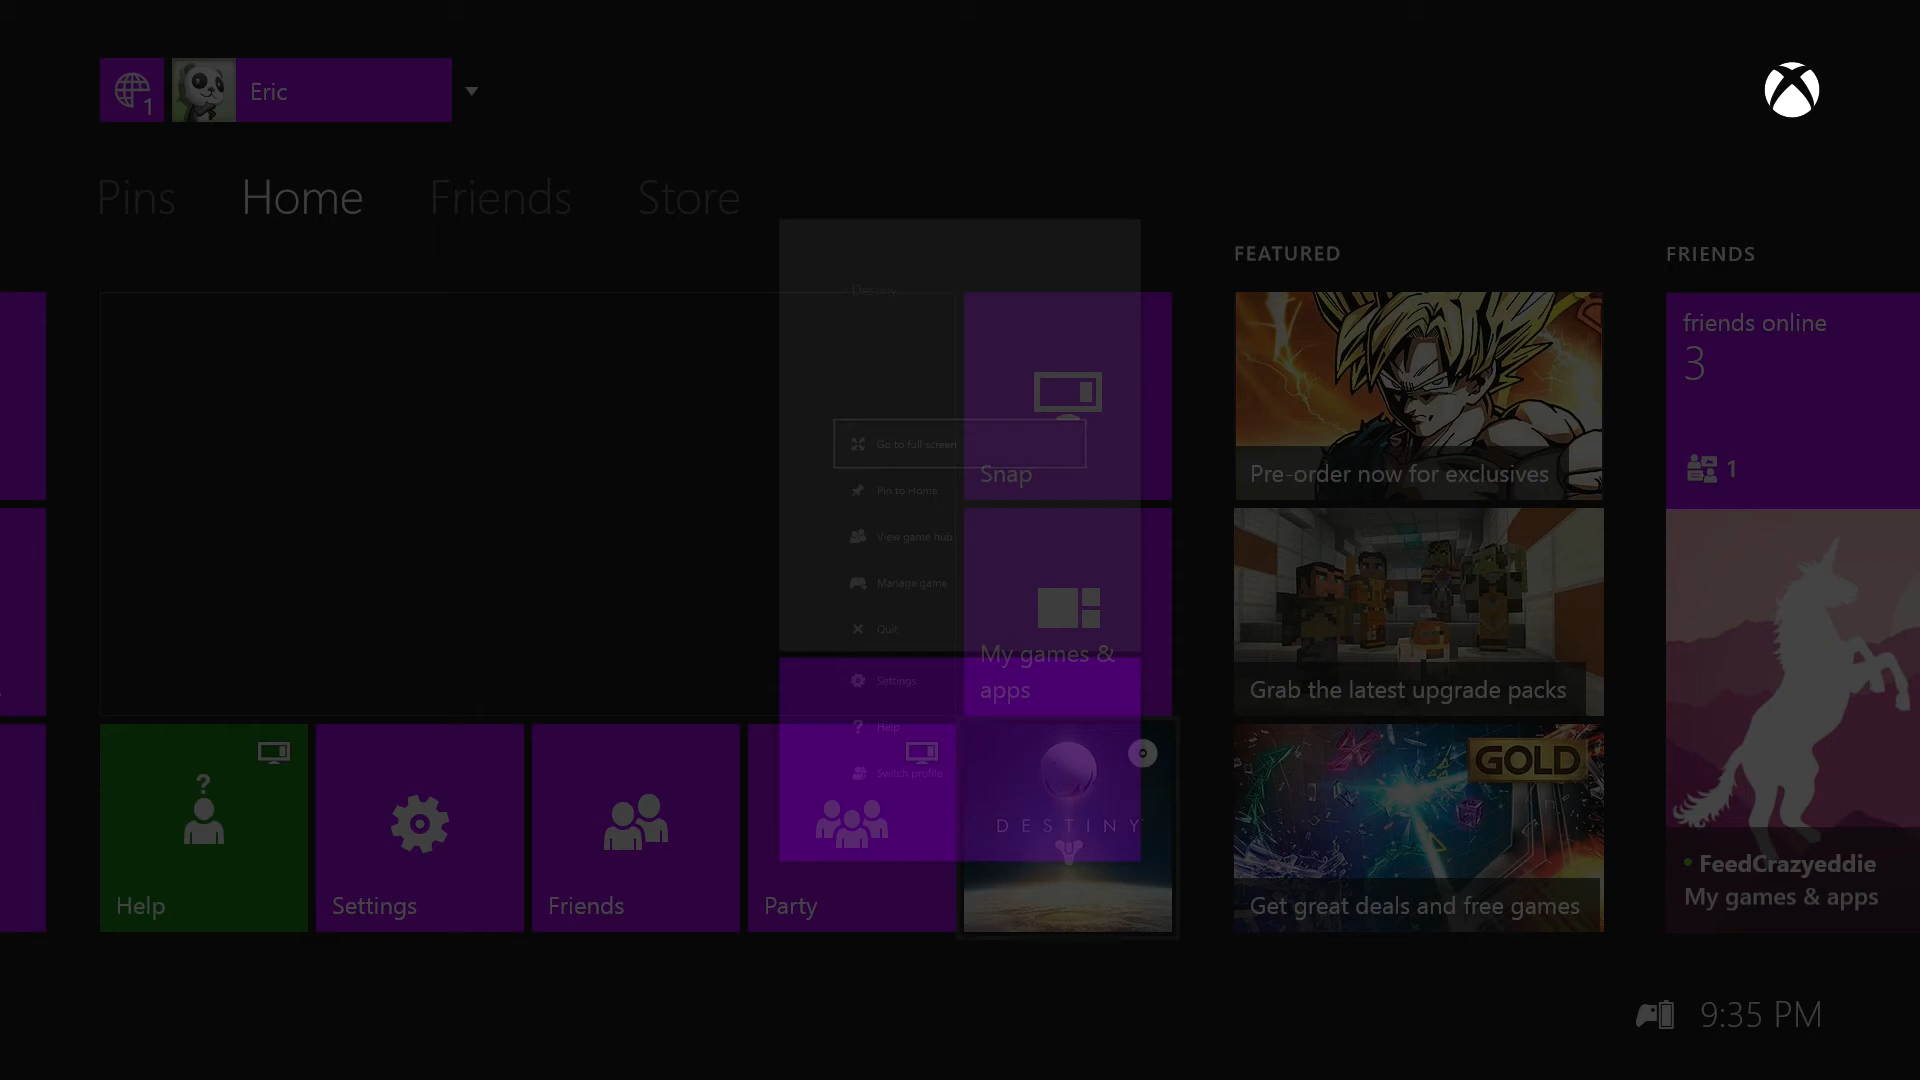 1
Eric
Pins
Home
Friends
Store
FEATURED
FRIENDS
Destiny
friends online
3
Go to full screen
Snap
Pre-order now for exclusives
1
Pin to Home
View game hub
Manage game
Quit
My games &
apps
Grab the latest upgrade packs
Settings
Help
Switch profile
GOLD
DESTINY
Help
Settings
Friends
Party
Get great deals and free games
FeedCrazyeddie
My games & apps
9:35 PM